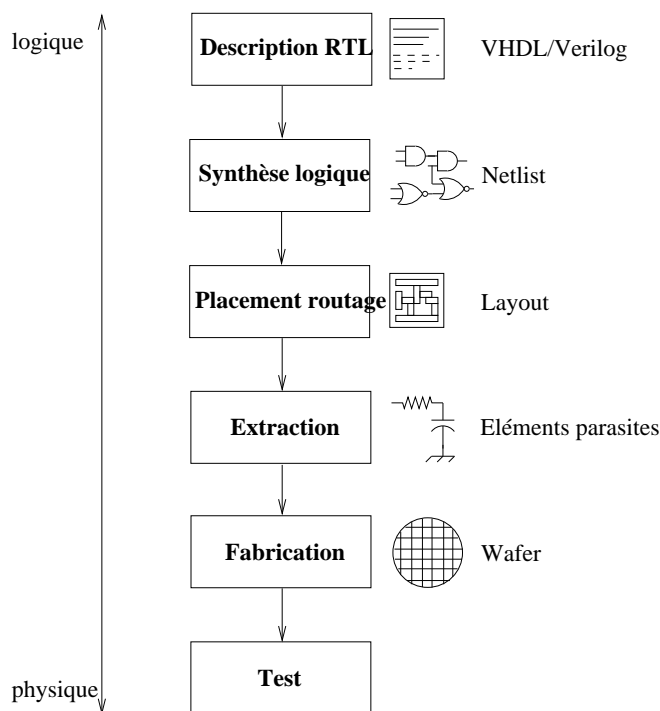 logique
Description RTL
VHDL/Verilog
Synthèse logique
Netlist
Placement routage
Layout
Extraction
Eléments parasites
Fabrication
Wafer
Test
physique